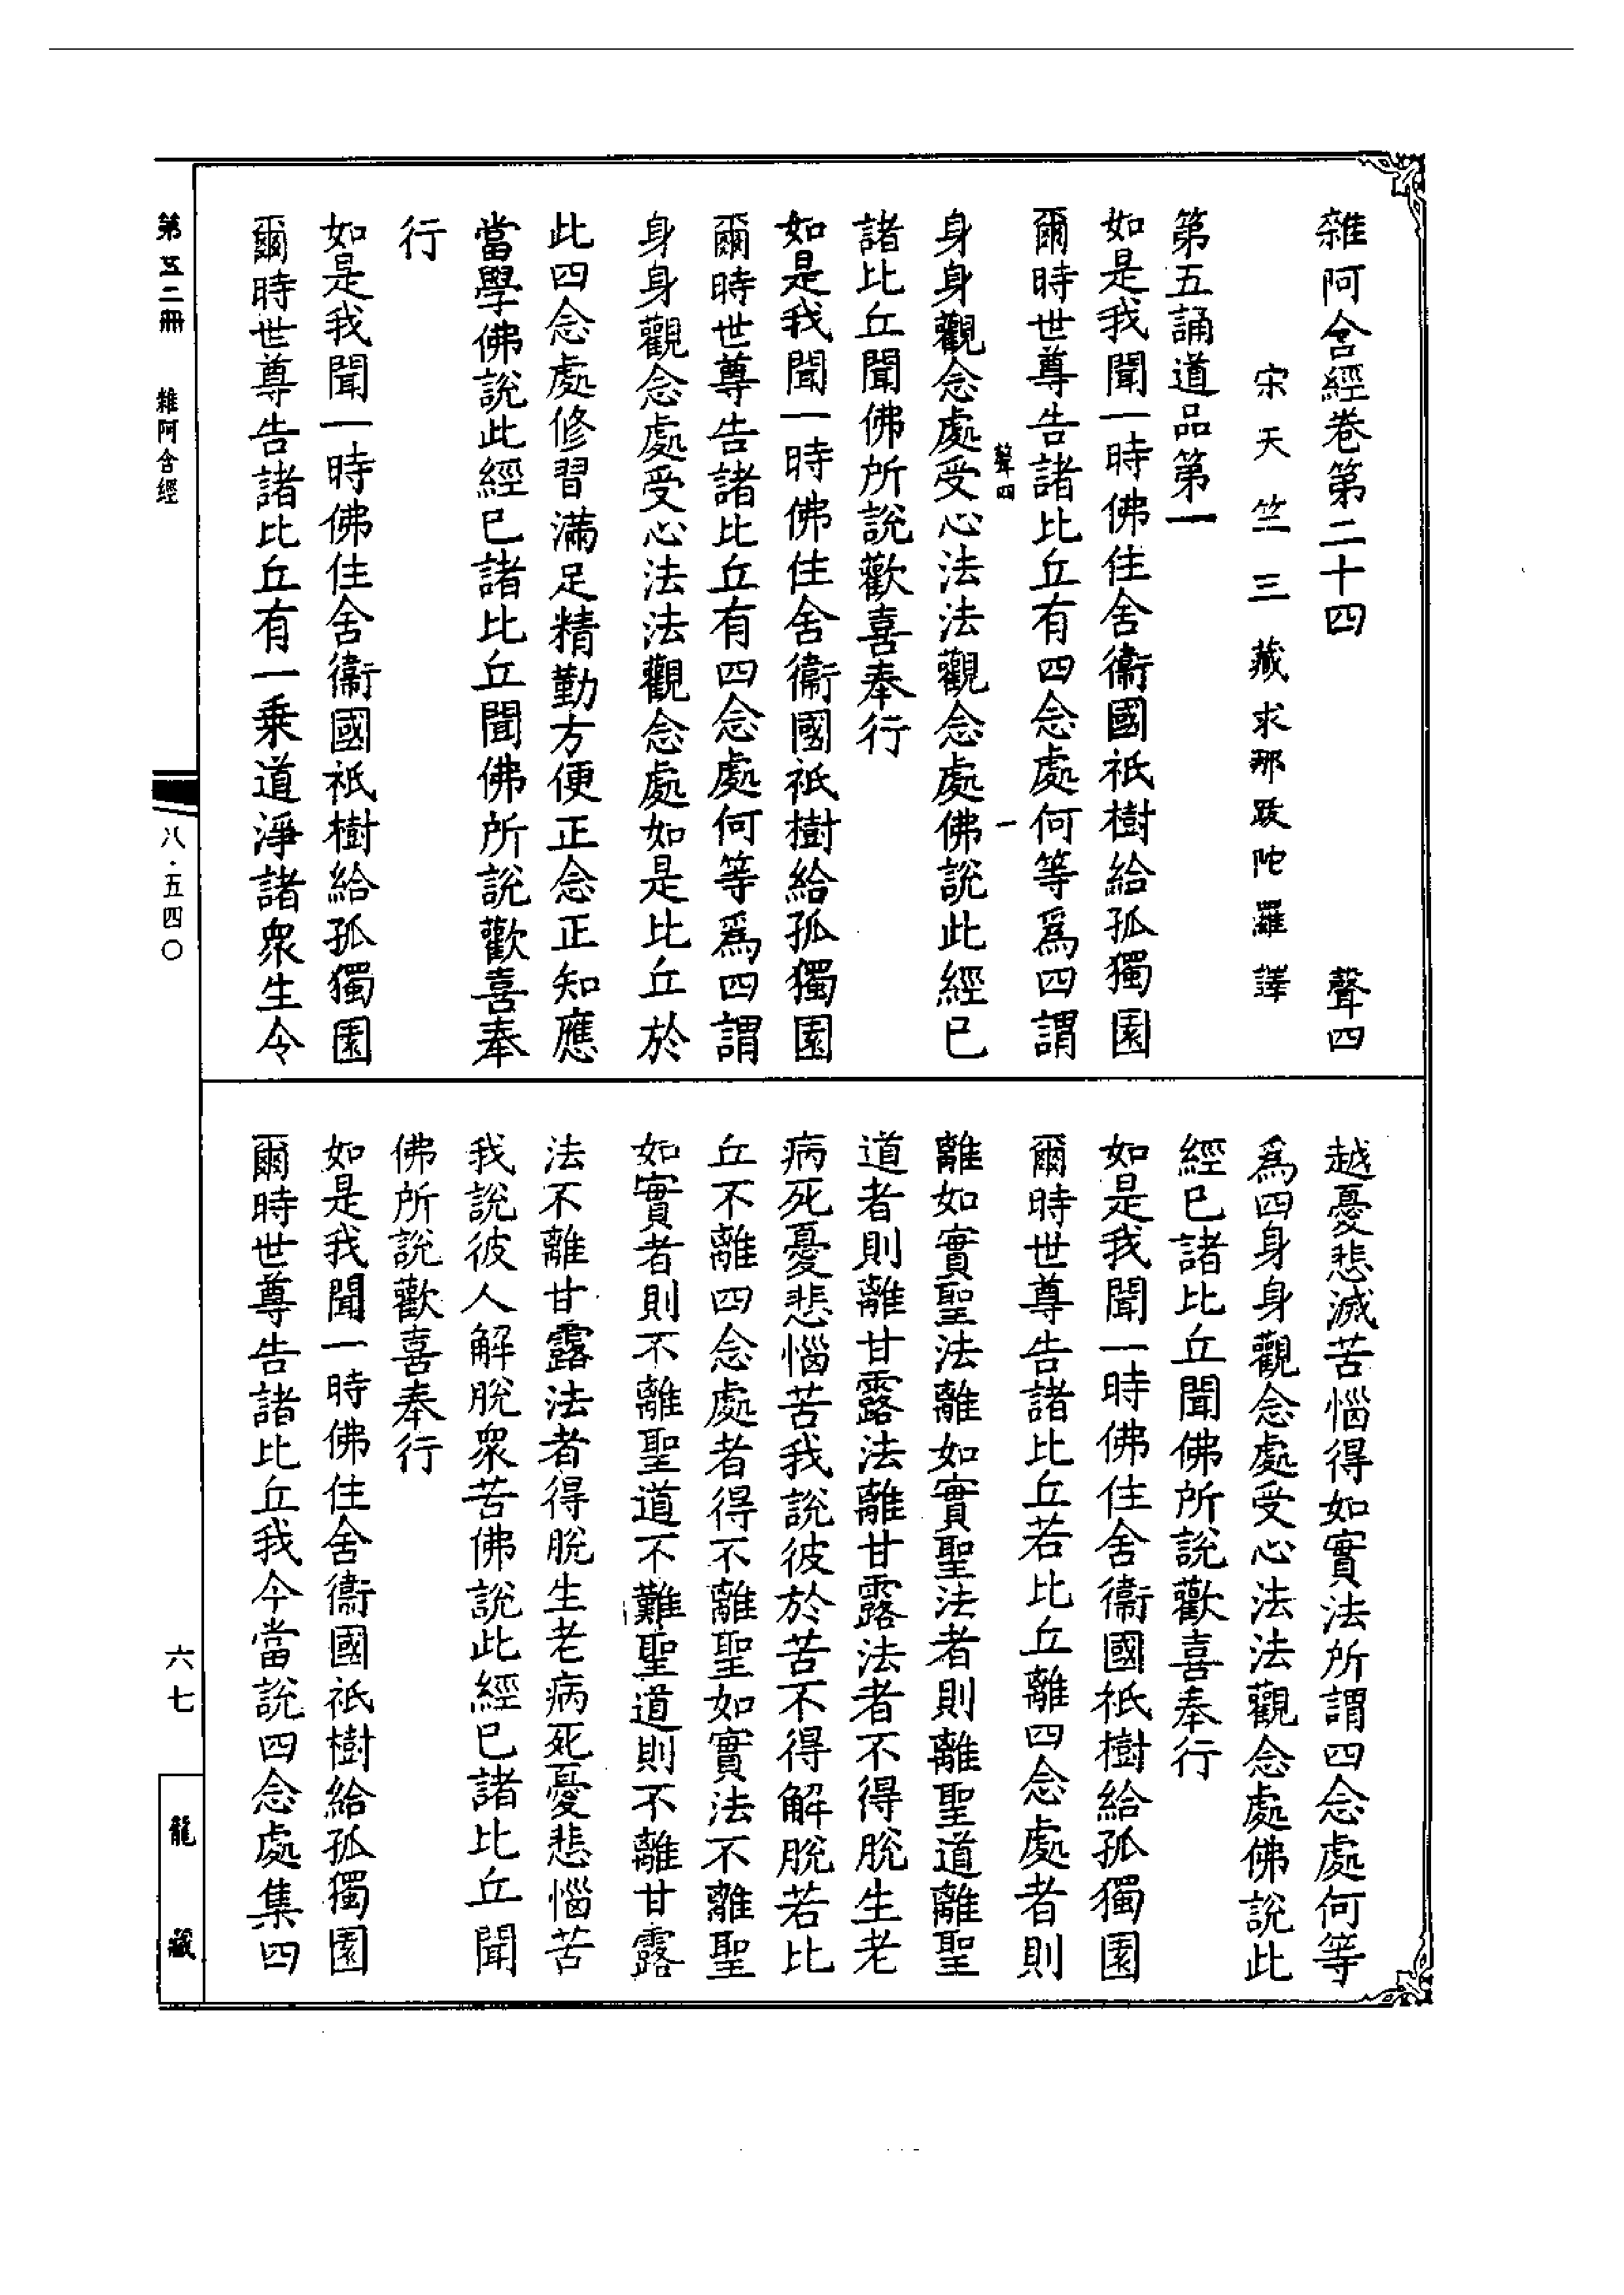 雜阿含經卷第二十四　聲四
宋天竺三藏求那跋陀羅譯
第五誦道品第一
如是我聞一時佛住舍衞國祇樹給孤獨園
爾時世尊告諸比丘有四念處何等爲四謂
聲四　一
身身觀念處受心法法觀念處佛說此經已
諸比丘聞佛所說歡喜奉行
如是我聞一時佛住舍衞國祇樹給孤獨園
爾時世尊告諸比丘有四念處何等爲四謂
身身觀念處受心法法觀念處如是比丘於
此四念處修習滿足精勤方便正念正知應
當學佛說此經已諸比丘聞佛所說歡喜奉
行
如是我聞一時佛住舍衞國祇樹給孤獨園
爾時世尊告諸比丘有一乘道淨諸衆生令
越憂悲滅苦惱得如實法所謂四念處何等
爲四身身觀念處受心法法觀念處佛說此
經已諸比丘聞佛所說歡喜奉行
如是我聞一時佛住舍衞國祇樹給孤獨園
爾時世尊告諸比丘若比丘離四念處者則
離如實聖法離如實聖法者則離聖道離聖
道者則離甘露法離甘露法者不得脫生老
病死憂悲惱苦我說彼於苦不得解脫若比
丘不離四念處者得不離聖如實法不離聖
如實者則不離聖道不難聖道則不離甘露
法不離甘露法者得脫生老病死憂悲惱苦
我說彼人解脫衆苦佛說此經已諸比丘聞
佛所說歡喜奉行
如是我聞一時佛住舍衞國祇樹給孤獨園
爾時世尊告諸比丘我今當說四念處集四
第五二冊　雜阿含經
八·五四〇
六七
龍藏